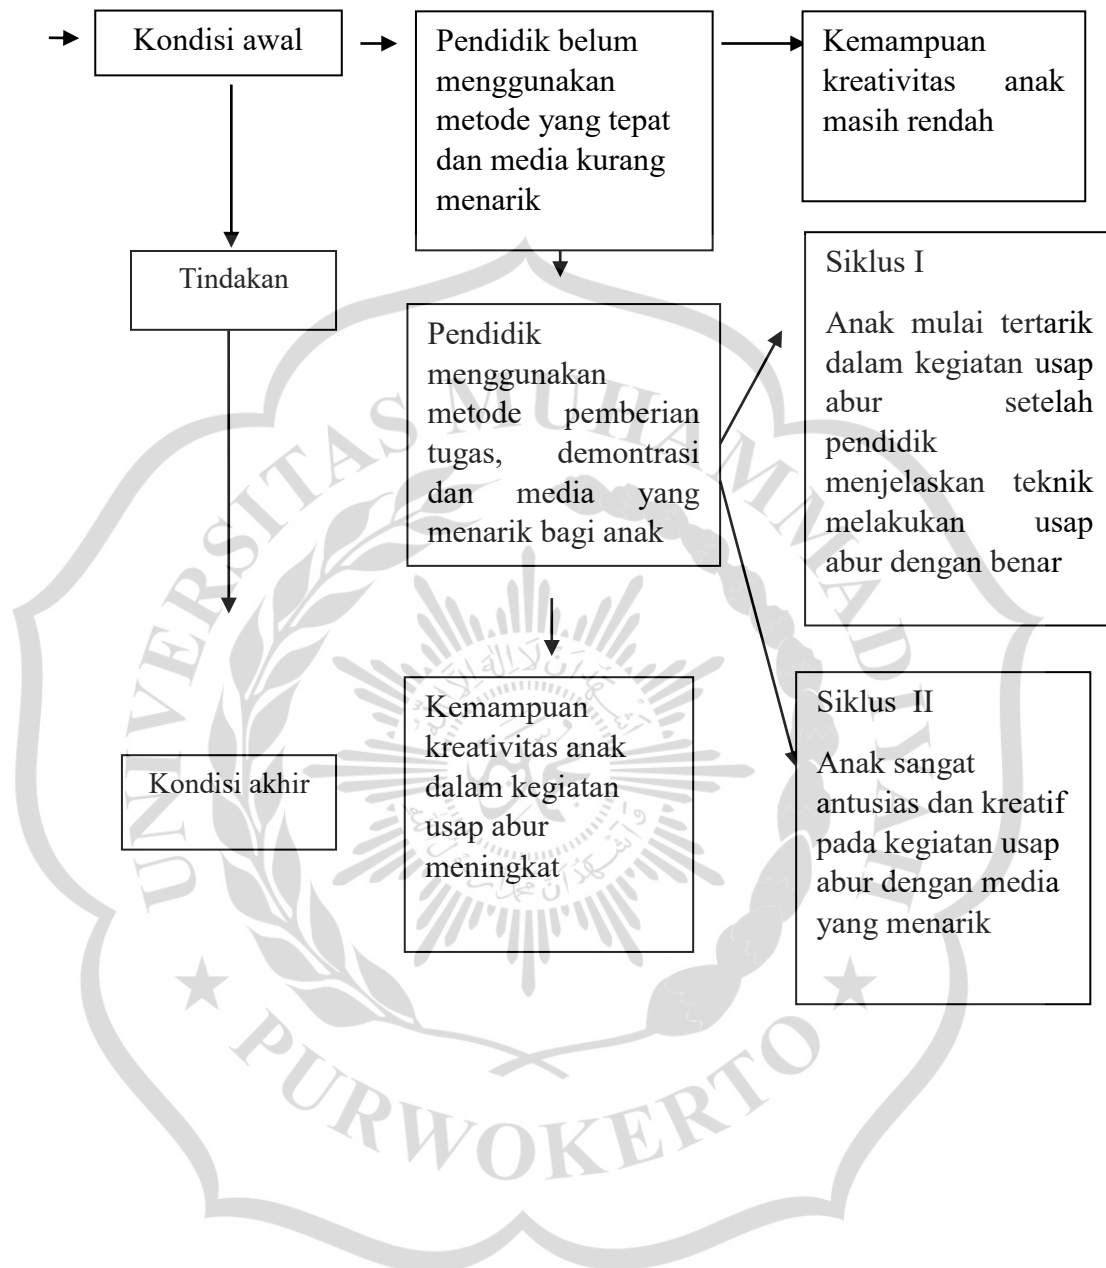 Kondisi awal
Pendidik belum
menggunakan
metode yang tepat
dan media kurang
menarik
Kemampuan
kreativitas anak
masih rendah
Tindakan
Pendidik
menggunakan
metode pemberian
tugas, demontrasi
dan media yang
menarik bagi anak
Siklus I
Anak mulai tertarik
dalam kegiatan usap
abur setelah
pendidik
menjelaskan teknik
melakukan usap
abur dengan benar
Kondisi akhir
Kemampuan
kreativitas anak
dalam kegiatan
usap abur
meningkat
Siklus II
Anak sangat
antusias dan kreatif
pada kegiatan usap
abur dengan media
yang menarik
UNIVERSITAS MUHAMMADIYAH
PURWOKERTO